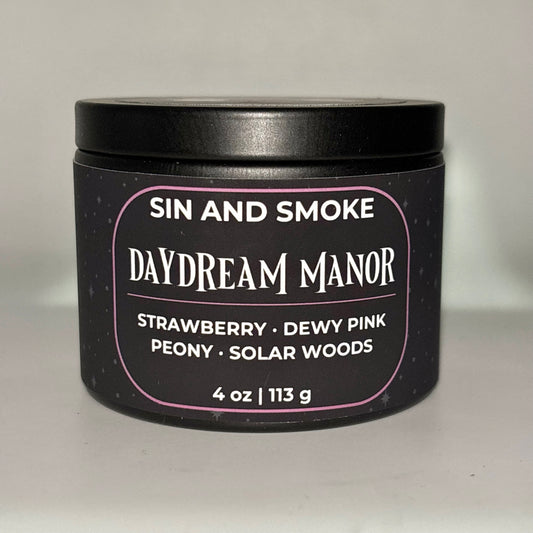 SIN AND SMOKE
DAYDREAM MANOR
STRAWBERRY · DEWY PINK
PEONY · SOLAR WOODS
4 oz | 113 g